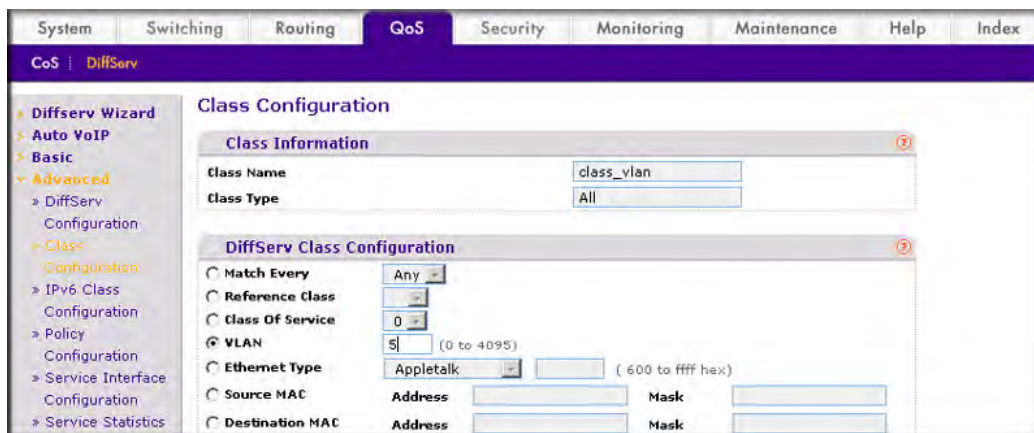 System Switching Routing QoS Security Monitoring Maintenance Help Index
CoS | DiffServ
Diffserv Wizard
Auto VoIP
Basic
Advanced
» DiffServ
Configuration
» Class
Configuration
» IPv6 Class
Configuration
» Policy
Configuration
» Service Interface
Configuration
» Service Statistics
Class Configuration
Class Information
Class Name class_vlan
Class Type All
DiffServ Class Configuration
Match Every Any
Reference Class
Class Of Service 0
VLAN 5 (0 to 4095)
Ethernet Type Appletalk ( 600 to ffff hex)
Source MAC Address Mask
Destination MAC Address Mask